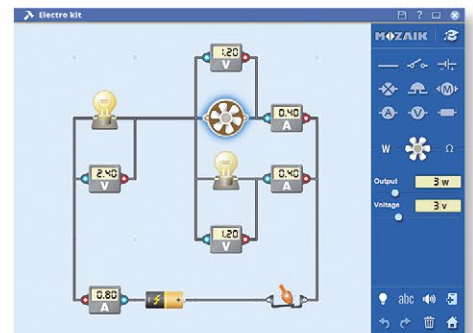 Electro kit
MOZAIK
1.20
V
0.40
A
2.40
V
0.40
A
1.20
V
0.80
A
+
M
A
V
W
Ω
Output
3 W
Voltage
3 V
abc